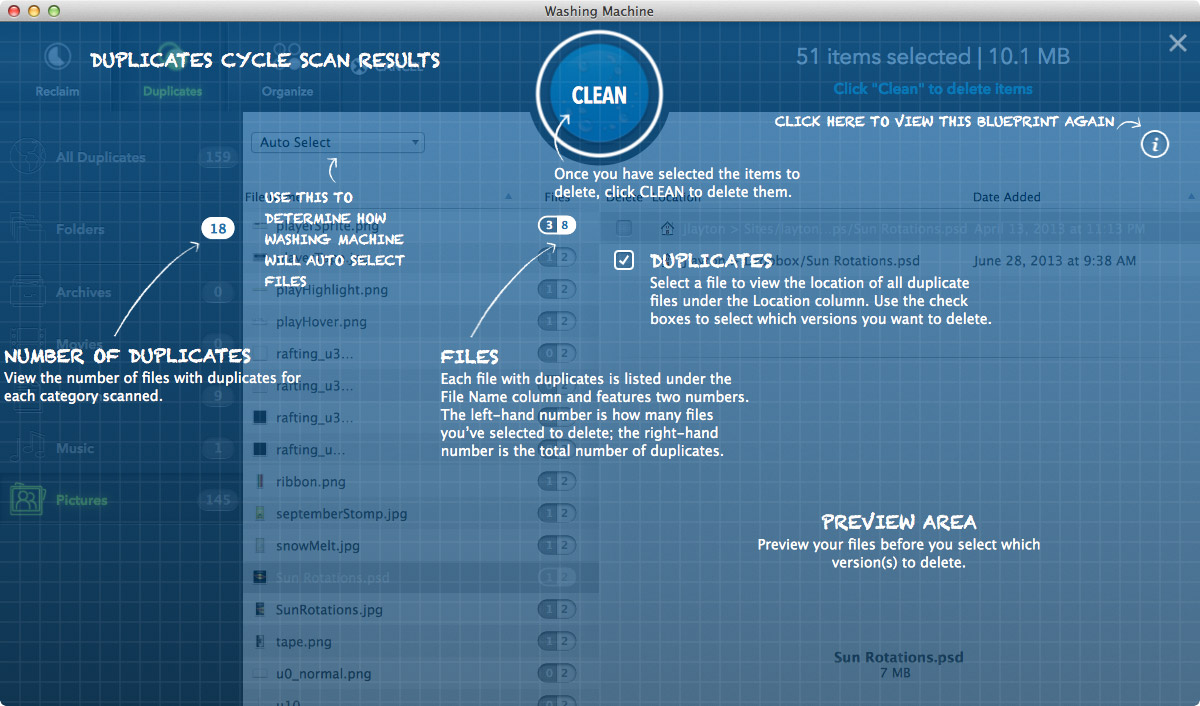 Washing Machine
DUPLICATES CYCLE SCAN RESULTS
Reclaim
Duplicates
Organize
CLEAN
51 items selected | 10.1 MB
Click "Clean" to delete items
CLICK HERE TO VIEW THIS BLUEPRINT AGAIN
i
Auto Select
Once you have selected the items to
delete, click CLEAN to delete them.
USE THIS TO
DETERMINE HOW
WASHING MACHINE
WILL AUTO SELECT
FILES
All Duplicates 159
Folders 18
Archives 0
Movies 0
9
Music 1
Pictures 145
NUMBER OF DUPLICATES
View the number of files with duplicates for
each category scanned.
Files
playerSprite.png 3 8
1 2
playHighlight.png 1 2
playHover.png 1 2
rafting_u3... 0 2
rafting_u3...
rafting_u3...
rafting_u...
ribbon.png 1 2
septemberStomp.jpg 1 2
snowMelt.jpg 1 2
Sun Rotations.psd 1 2
SunRotations.jpg 1 2
tape.png 1 2
u0_normal.png 0 2
u10
FILES
Each file with duplicates is listed under the
File Name column and features two numbers.
The left-hand number is how many files
you've selected to delete; the right-hand
number is the total number of duplicates.
Delete Location Date Added
jlayton > Sites/layton...ps/Sun Rotations.psd April 13, 2013 at 11:13 PM
box/Sun Rotations.psd June 28, 2013 at 9:38 AM
DUPLICATES
Select a file to view the location of all duplicate
files under the Location column. Use the check
boxes to select which versions you want to delete.
PREVIEW AREA
Preview your files before you select which
version(s) to delete.
Sun Rotations.psd
7 MB